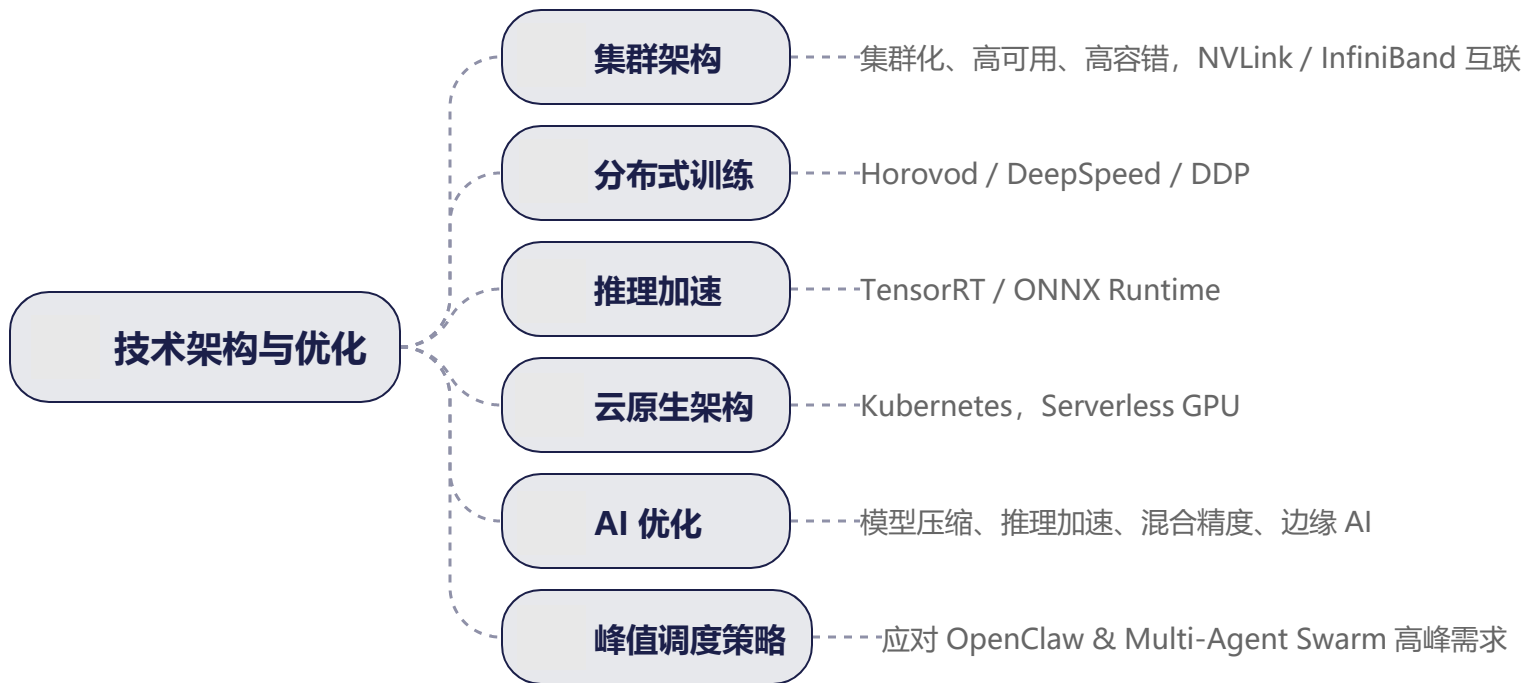 集群架构
集群化、高可用、高容错，NVLink / InfiniBand 互联
分布式训练
Horovod / DeepSpeed / DDP
推理加速
TensorRT / ONNX Runtime
技术架构与优化
云原生架构
Kubernetes，Serverless GPU
AI 优化
模型压缩、推理加速、混合精度、边缘 AI
峰值调度策略
应对 OpenClaw & Multi-Agent Swarm 高峰需求